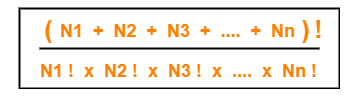 ( N1 + N2 + N3 + .... + Nn ) !
N1 ! x N2 ! x N3 ! x .... x Nn !